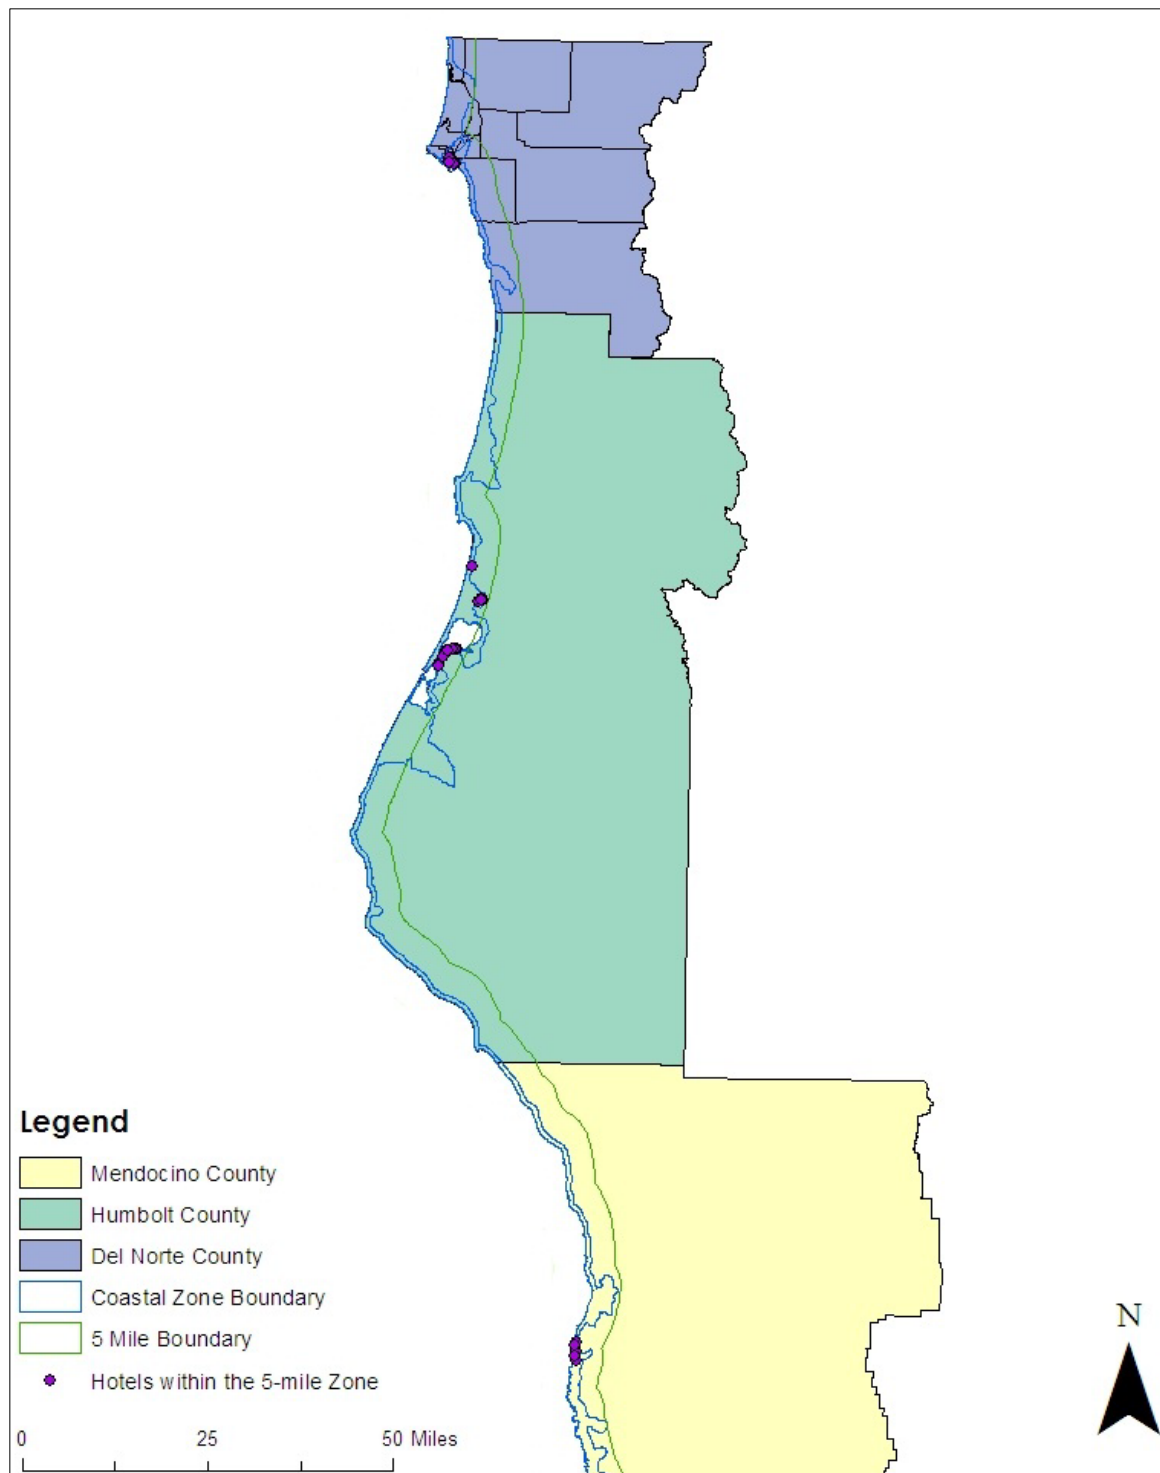 Legend
Mendocino County
Humbolt County
Del Norte County
Coastal Zone Boundary
5 Mile Boundary
Hotels within the 5-mile Zone
0 25 50 Miles
N